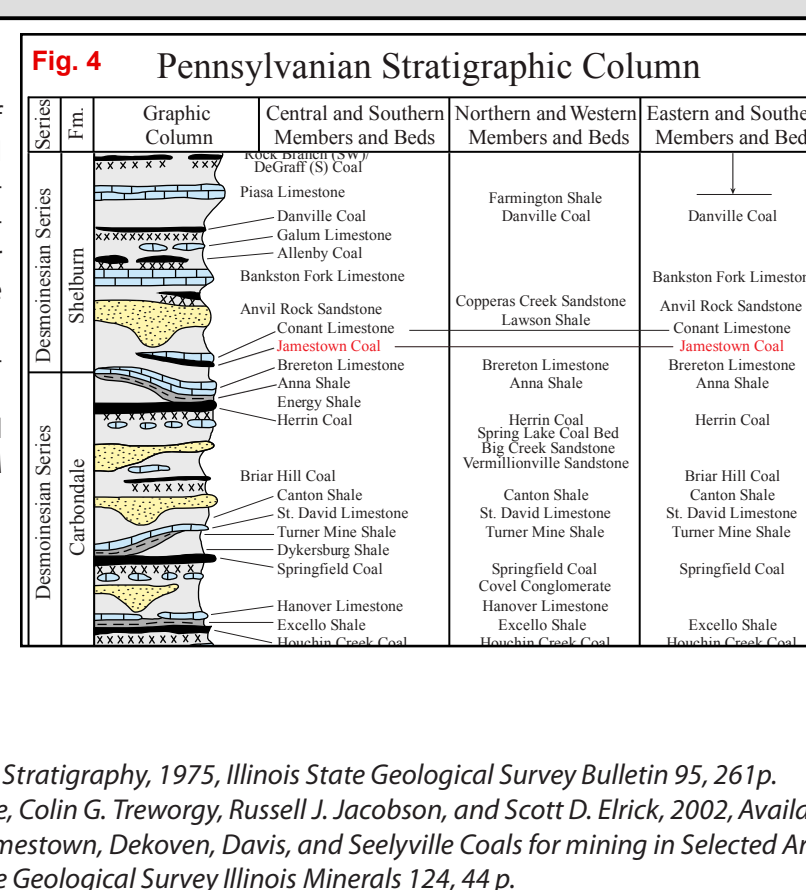 Fig. 4
Pennsylvanian Stratigraphic Column
Series
Fm.
Graphic
Column
Central and Southern
Members and Beds
Northern and Western
Members and Beds
Eastern and Southe
Members and Bed
Desmoinesian Series
Shelburn
Desmoinesian Series
Carbondale
Rock Branch (SW)/
DeGraff (S) Coal
Piasa Limestone
Danville Coal
Galum Limestone
Allenby Coal
Bankston Fork Limestone
Anvil Rock Sandstone
Conant Limestone
Jamestown Coal
Brereton Limestone
Anna Shale
Energy Shale
Herrin Coal
Briar Hill Coal
Canton Shale
St. David Limestone
Turner Mine Shale
Dykersburg Shale
Springfield Coal
Hanover Limestone
Excello Shale
Houchin Creek Coal
Farmington Shale
Danville Coal
Copperas Creek Sandstone
Lawson Shale
Brereton Limestone
Anna Shale
Herrin Coal
Spring Lake Coal Bed
Big Creek Sandstone
Vermillionville Sandstone
Canton Shale
St. David Limestone
Turner Mine Shale
Springfield Coal
Covel Conglomerate
Hanover Limestone
Excello Shale
Houchin Creek Coal
Danville Coal
Bankston Fork Limeston
Anvil Rock Sandstone
Conant Limestone
Jamestown Coal
Brereton Limestone
Anna Shale
Herrin Coal
Briar Hill Coal
Canton Shale
St. David Limestone
Turner Mine Shale
Springfield Coal
Excello Shale
Houchin Creek Coal
Stratigraphy, 1975, Illinois State Geological Survey Bulletin 95, 261p.
e, Colin G. Treworgy, Russell J. Jacobson, and Scott D. Elrick, 2002, Availa
mestown, Dekoven, Davis, and Seelyville Coals for mining in Selected Ar
e Geological Survey Illinois Minerals 124, 44 p.